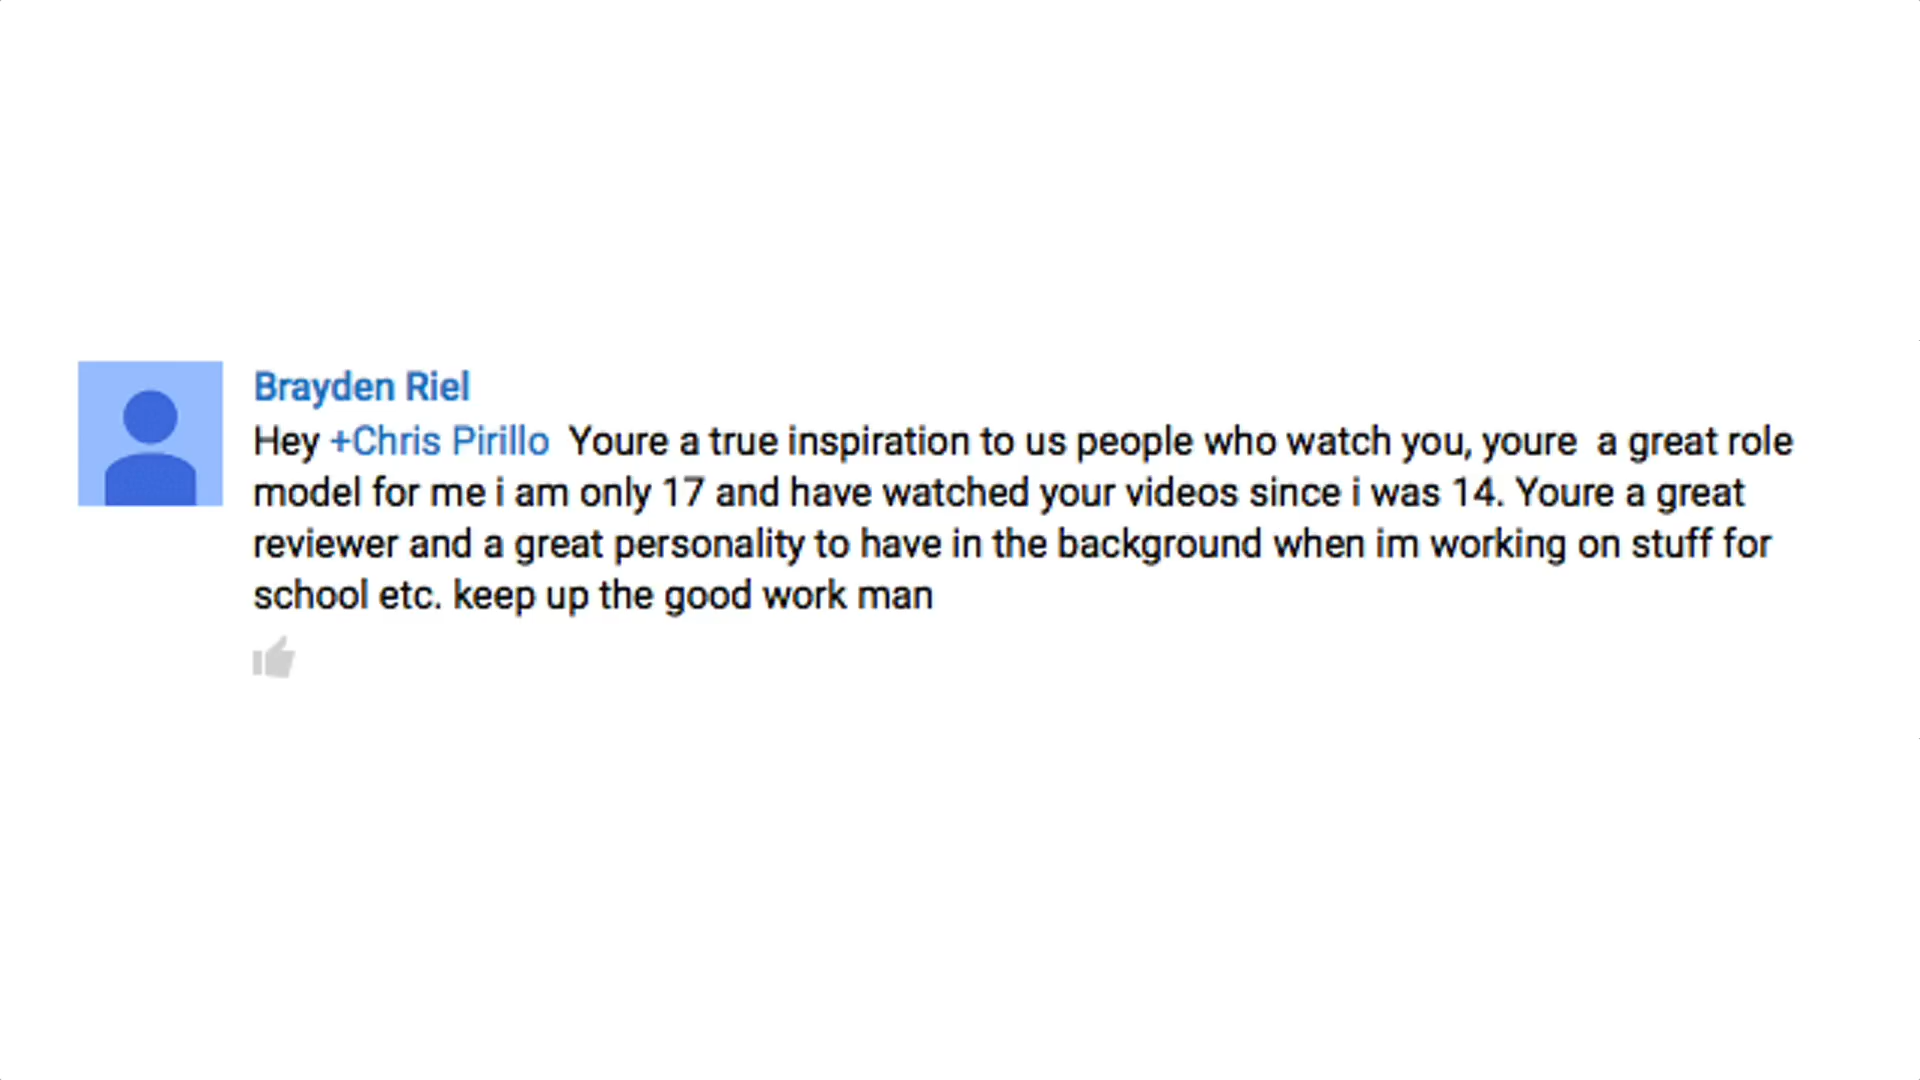 Brayden Riel
Hey +Chris Pirillo  Youre a true inspiration to us people who watch you, youre  a great role
model for me i am only 17 and have watched your videos since i was 14. Youre a great
reviewer and a great personality to have in the background when im working on stuff for
school etc. keep up the good work man